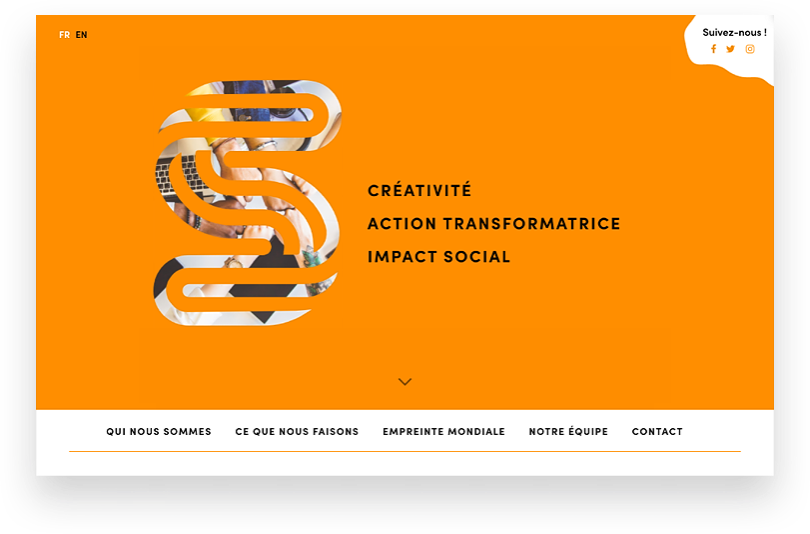 FR EN
Suivez-nous !
CRÉATIVITÉ
ACTION TRANSFORMATRICE
IMPACT SOCIAL
QUI NOUS SOMMES CE QUE NOUS FAISONS EMPREINTE MONDIALE NOTRE ÉQUIPE CONTACT